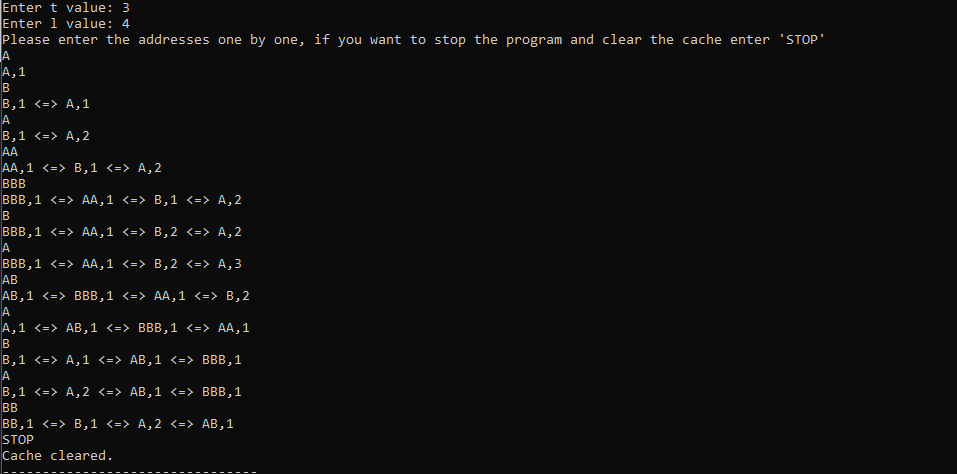 Enter t value: 3
Enter l value: 4
Please enter the addresses one by one, if you want to stop the program and clear the cache enter 'STOP'
A
A,1
B
B,1 <=> A,1
A
B,1 <=> A,2
AA
AA,1 <=> B,1 <=> A,2
BBB
BBB,1 <=> AA,1 <=> B,1 <=> A,2
B
BBB,1 <=> AA,1 <=> B,2 <=> A,2
A
BBB,1 <=> AA,1 <=> B,2 <=> A,3
AB
AB,1 <=> BBB,1 <=> AA,1 <=> B,2
A
A,1 <=> AB,1 <=> BBB,1 <=> AA,1
B
B,1 <=> A,1 <=> AB,1 <=> BBB,1
A
B,1 <=> A,2 <=> AB,1 <=> BBB,1
BB
BB,1 <=> B,1 <=> A,2 <=> AB,1
STOP
Cache cleared.
--------------------------------